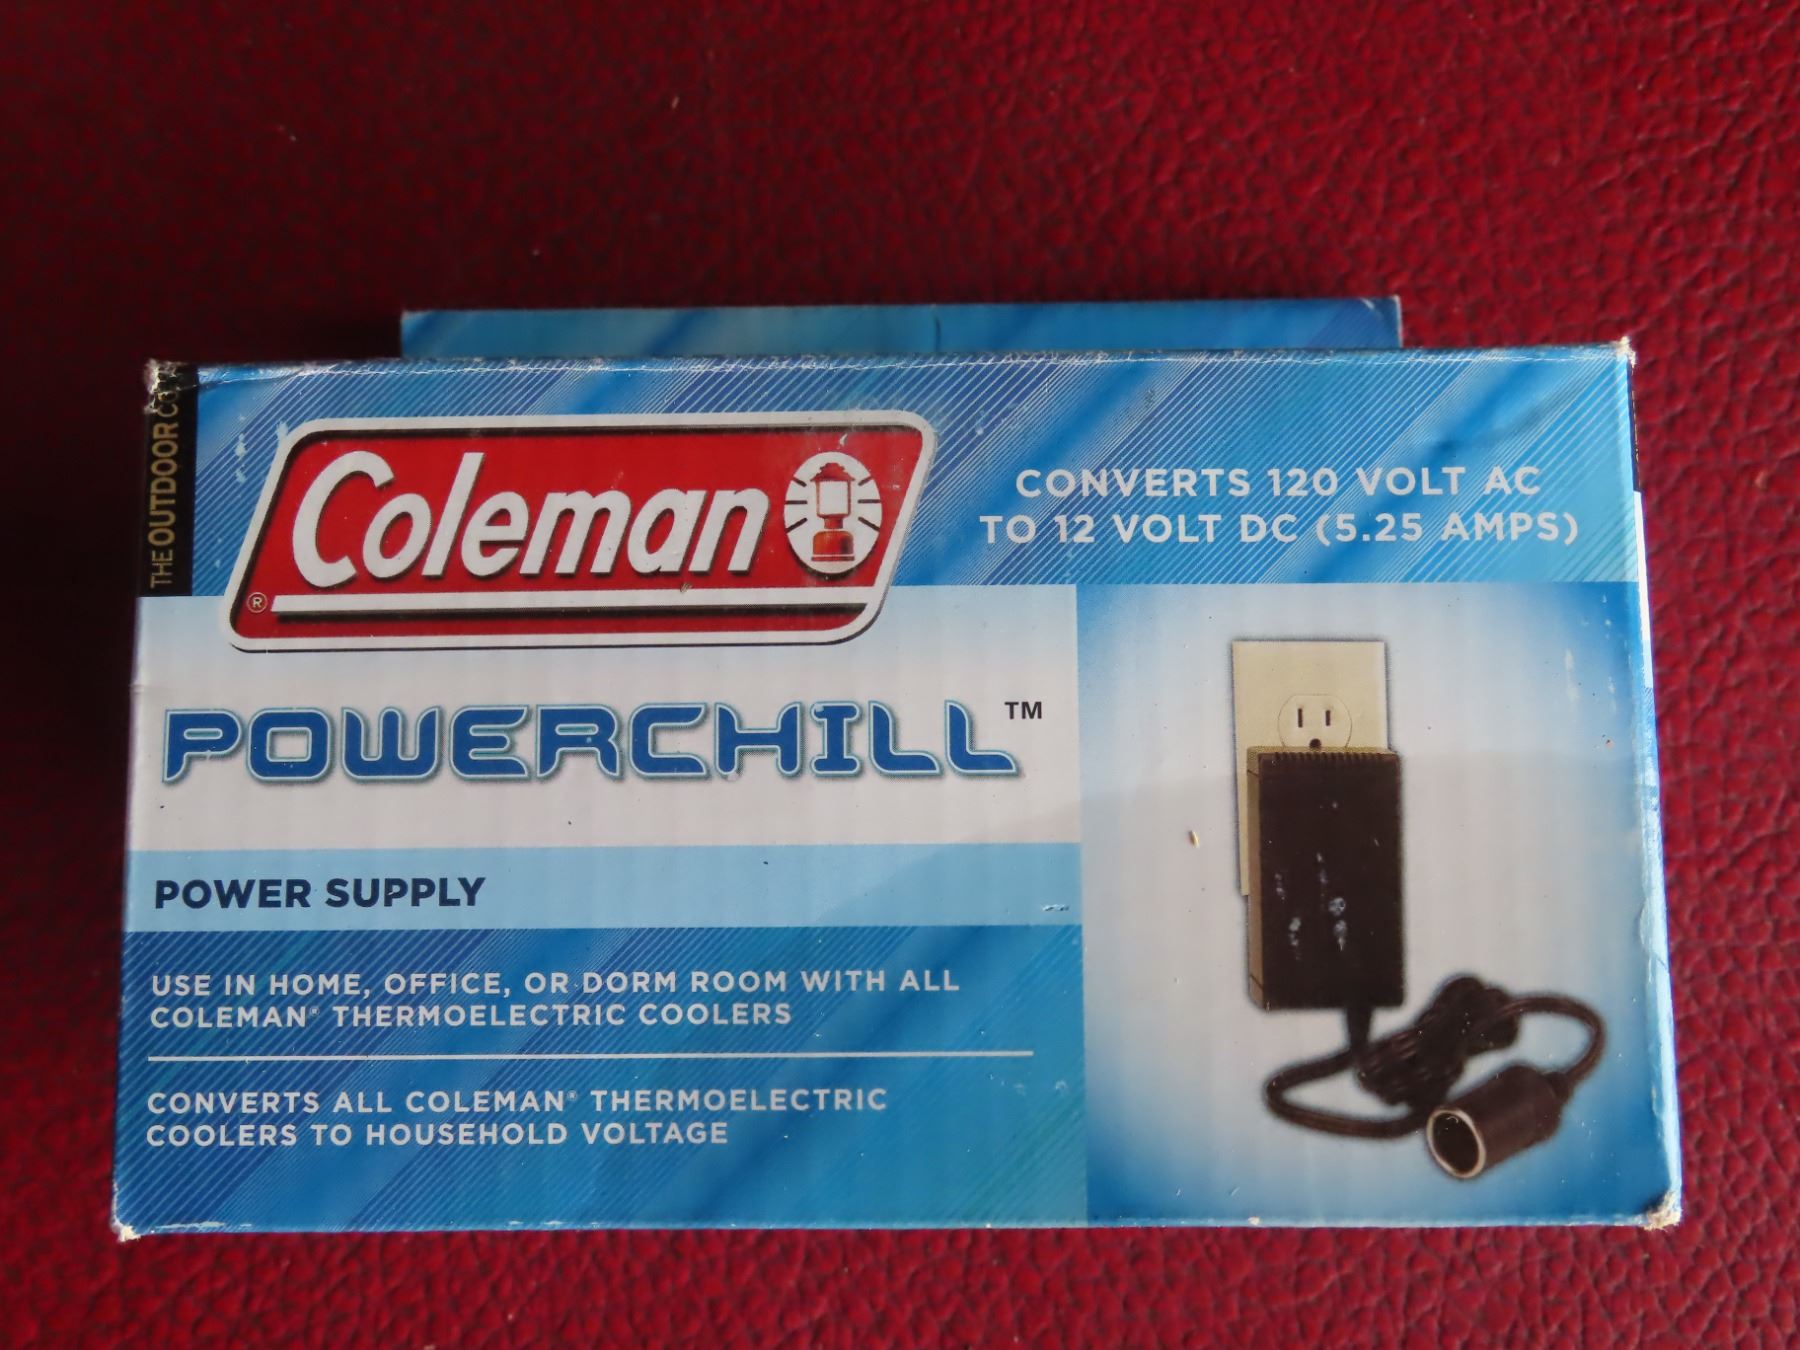 THE OUTDOOR CO
Coleman
®
CONVERTS 120 VOLT AC
TO 12 VOLT DC (5.25 AMPS)
POWERCHILL™
POWER SUPPLY
USE IN HOME, OFFICE, OR DORM ROOM WITH ALL
COLEMAN® THERMOELECTRIC COOLERS
CONVERTS ALL COLEMAN® THERMOELECTRIC
COOLERS TO HOUSEHOLD VOLTAGE